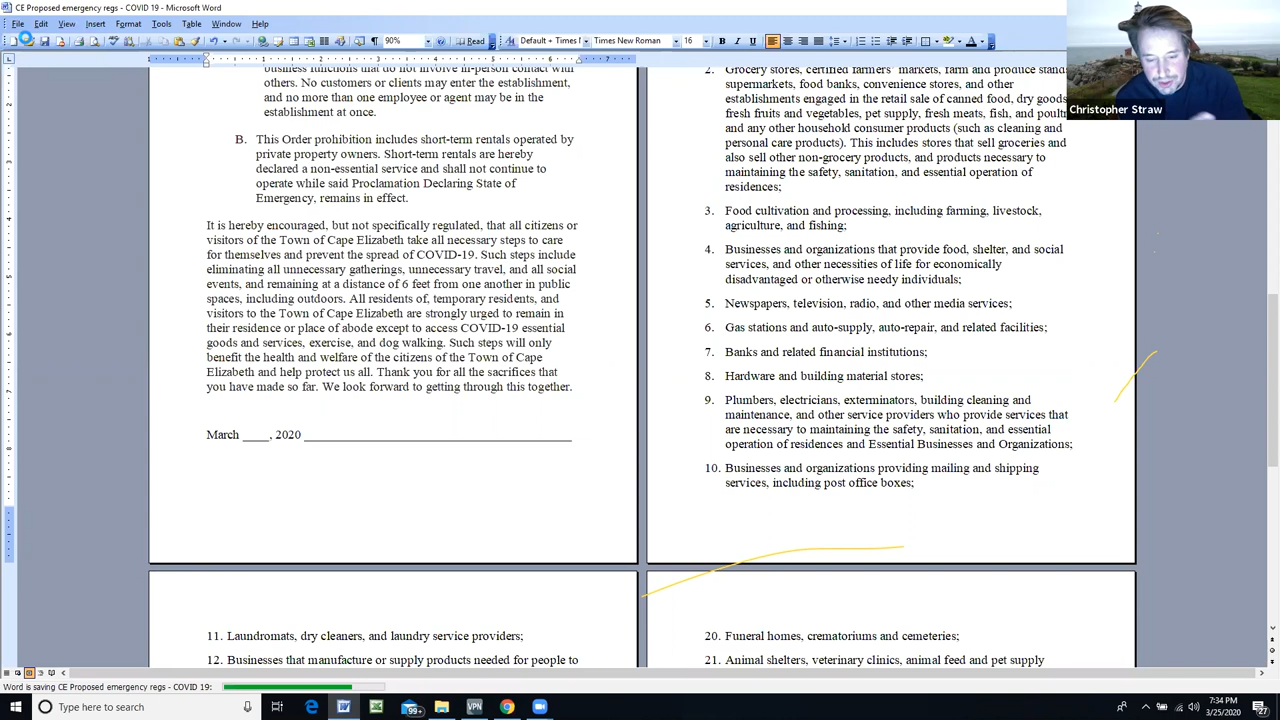 CE Proposed emergency regs - COVID 19 - Microsoft Word
File Edit View Insert Format Tools Table Window Help
90% Read Default + Times Times New Roman 16 B I U
Christopher Straw
business functions that do not involve in-person contact with
others. No customers or clients may enter the establishment,
and no more than one employee or agent may be in the
establishment at once.
B. This Order prohibition includes short-term rentals operated by
private property owners. Short-term rentals are hereby
declared a non-essential service and shall not continue to
operate while said Proclamation Declaring State of
Emergency, remains in effect.
It is hereby encouraged, but not specifically regulated, that all citizens or
visitors of the Town of Cape Elizabeth take all necessary steps to care
for themselves and prevent the spread of COVID-19. Such steps include
eliminating all unnecessary gatherings, unnecessary travel, and all social
events, and remaining at a distance of 6 feet from one another in public
spaces, including outdoors. All residents of, temporary residents, and
visitors to the Town of Cape Elizabeth are strongly urged to remain in
their residence or place of abode except to access COVID-19 essential
goods and services, exercise, and dog walking. Such steps will only
benefit the health and welfare of the citizens of the Town of Cape
Elizabeth and help protect us all. Thank you for all the sacrifices that
you have made so far. We look forward to getting through this together.
March ____, 2020 ________________________________________
2. Grocery stores, certified farmers' markets, farm and produce stand
supermarkets, food banks, convenience stores, and other
establishments engaged in the retail sale of canned food, dry goods
fresh fruits and vegetables, pet supply, fresh meats, fish, and poult
and any other household consumer products (such as cleaning and
personal care products). This includes stores that sell groceries and
also sell other non-grocery products, and products necessary to
maintaining the safety, sanitation, and essential operation of
residences;
3. Food cultivation and processing, including farming, livestock,
agriculture, and fishing;
4. Businesses and organizations that provide food, shelter, and social
services, and other necessities of life for economically
disadvantaged or otherwise needy individuals;
5. Newspapers, television, radio, and other media services;
6. Gas stations and auto-supply, auto-repair, and related facilities;
7. Banks and related financial institutions;
8. Hardware and building material stores;
9. Plumbers, electricians, exterminators, building cleaning and
maintenance, and other service providers who provide services that
are necessary to maintaining the safety, sanitation, and essential
operation of residences and Essential Businesses and Organizations;
10. Businesses and organizations providing mailing and shipping
services, including post office boxes;
11. Laundromats, dry cleaners, and laundry service providers;
12. Businesses that manufacture or supply products needed for people to
20. Funeral homes, crematoriums and cemeteries;
21. Animal shelters, veterinary clinics, animal feed and pet supply
Word is saving CE Proposed emergency regs - COVID 19:
Type here to search
99+
VPN
7:34 PM
3/25/2020
27